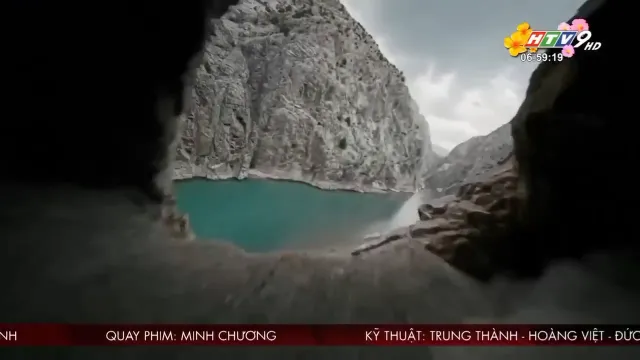 HTV9 HD
06:59:19
NH QUAY PHIM: MINH CHƯƠNG KỸ THUẬT: TRUNG THÀNH - HOÀNG VIỆT - ĐỨC